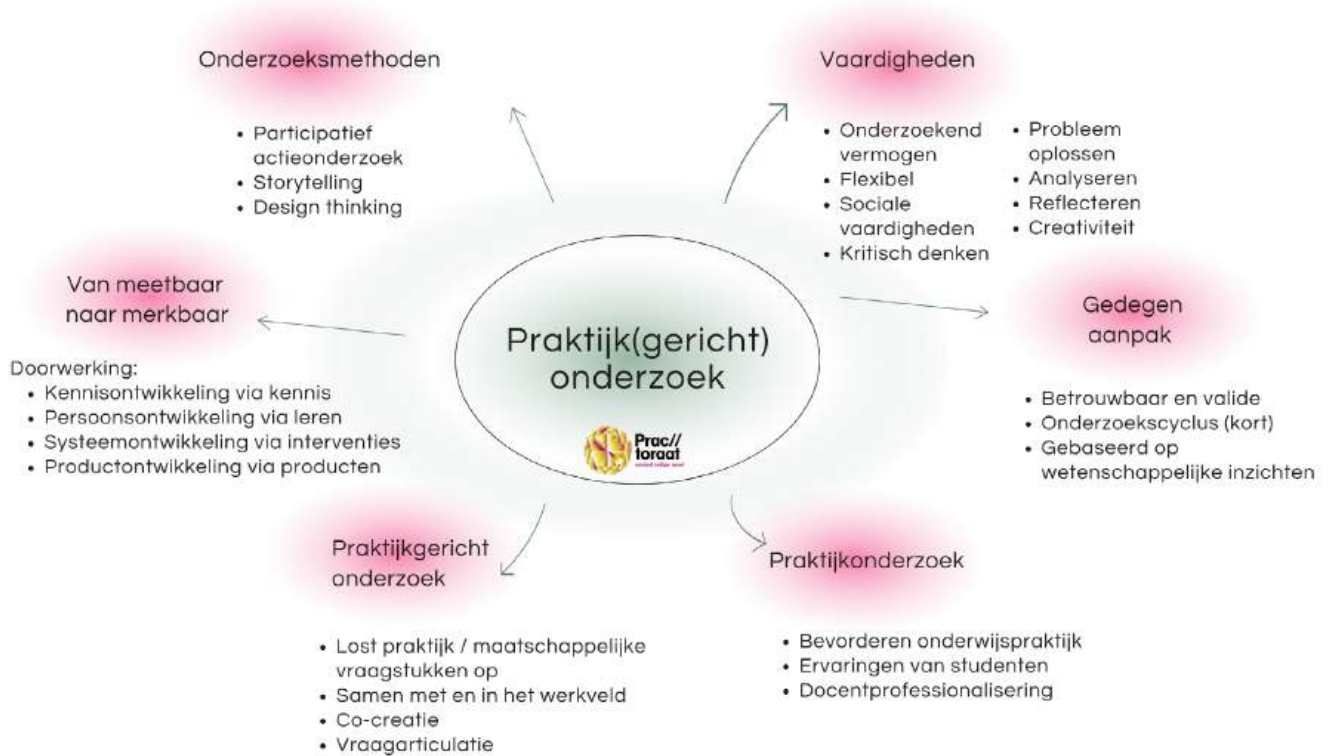 Onderzoeksmethoden
• Participatief
actieonderzoek
• Storytelling
• Design thinking
Vaardigheden
• Onderzoekend
vermogen
• Flexibel
• Sociale
vaardigheden
• Kritisch denken
• Probleem
oplossen
• Analyseren
• Reflecteren
• Creativiteit
Van meetbaar
naar merkbaar
Doorwerking:
• Kennisontwikkeling via kennis
• Persoonsontwikkeling via leren
• Systeemontwikkeling via interventies
• Productontwikkeling via producten
Praktijk(gericht)
onderzoek
Prac//
toraat
Gedegen
aanpak
• Betrouwbaar en valide
• Onderzoekscyclus (kort)
• Gebaseerd op
wetenschappelijke inzichten
Praktijkgericht
onderzoek
• Lost praktijk / maatschappelijke
vraagstukken op
• Samen met en in het werkveld
• Co-creatie
• Vraagarticulatie
Praktijkonderzoek
• Bevorderen onderwijspraktijk
• Ervaringen van studenten
• Docentprofessionalisering